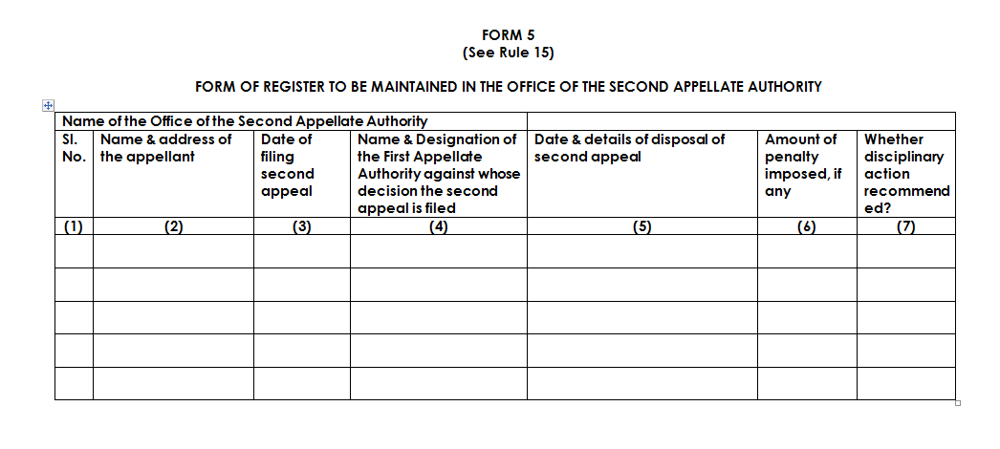 FORM 5
(See Rule 15)
FORM OF REGISTER TO BE MAINTAINED IN THE OFFICE OF THE SECOND APPELLATE AUTHORITY
Name of the Office of the Second Appellate Authority
Sl.
No.
Name & address of
the appellant
Date of
filing
second
appeal
Name & Designation of
the First Appellate
Authority against whose
decision the second
appeal is filed
Date & details of disposal of
second appeal
Amount of
penalty
imposed, if
any
Whether
disciplinary
action
recommend
ed?
(1) (2) (3) (4) (5) (6) (7)